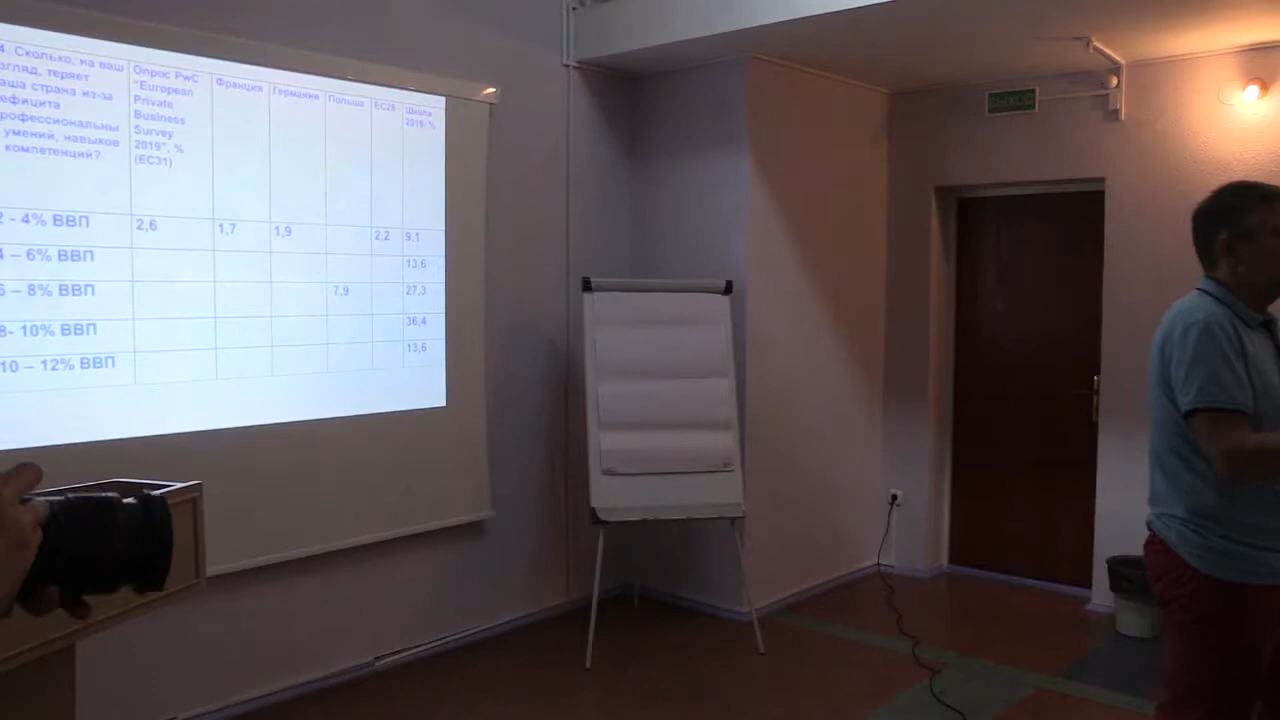 4. Сколько, на ваш
взгляд, теряет
ваша страна из-за
дефицита
профессиональны
умений, навыков
компетенций?
Опрос PwC
"European
Private
Business
Survey
2019", %
(ЕС31)
Франция
Германия
Польша
ЕС28
Школа
2019, %
2 - 4% ВВП 2,6 1,7 1,9 2,2 9,1
4 – 6% ВВП 13,6
6 – 8% ВВП 7,9 27,3
8- 10% ВВП 36,4
10 – 12% ВВП 13,6
ВЫХОД